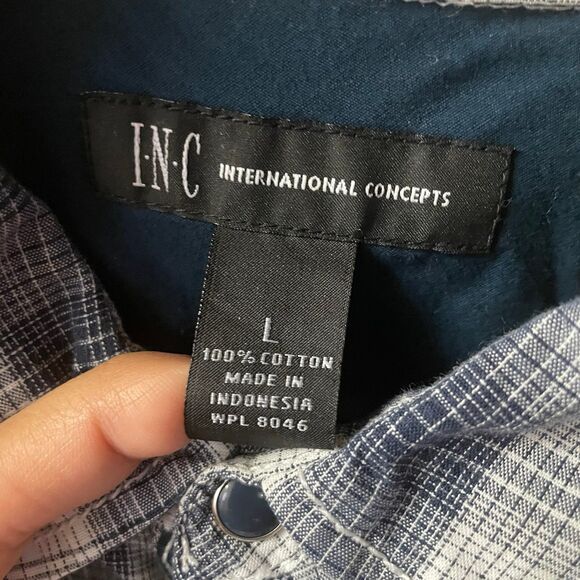 I·N·C INTERNATIONAL CONCEPTS
L
100% COTTON
MADE IN
INDONESIA
WPL 8046